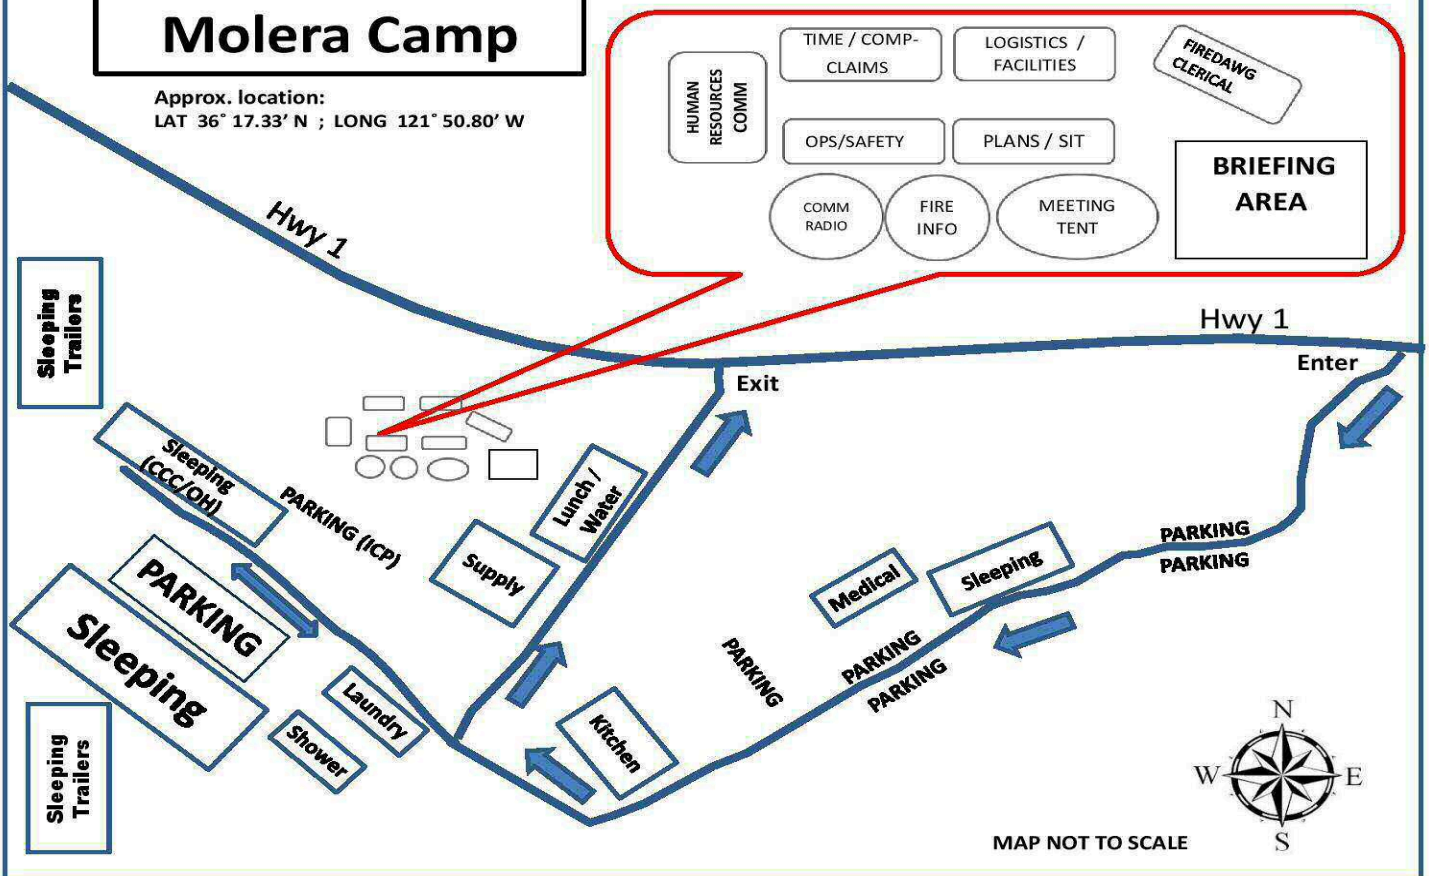 Molera Camp
Approx. location:
LAT 36° 17.33’ N ; LONG 121° 50.80’ W
HUMAN
RESOURCES
COMM
TIME / COMP-
CLAIMS
LOGISTICS /
FACILITIES
FIREDAWG
CLERICAL
OPS/SAFETY
PLANS / SIT
COMM
RADIO
FIRE
INFO
MEETING
TENT
BRIEFING
AREA
Hwy 1
Hwy 1
Enter
Exit
Sleeping
Trailers
Sleeping
(CCC/OH)
PARKING (ICP)
Lunch /
Water
Supply
PARKING
Sleeping
Laundry
Shower
Sleeping
Trailers
Kitchen
PARKING
Medical
Sleeping
PARKING
PARKING
PARKING
PARKING
N
W
E
S
MAP NOT TO SCALE